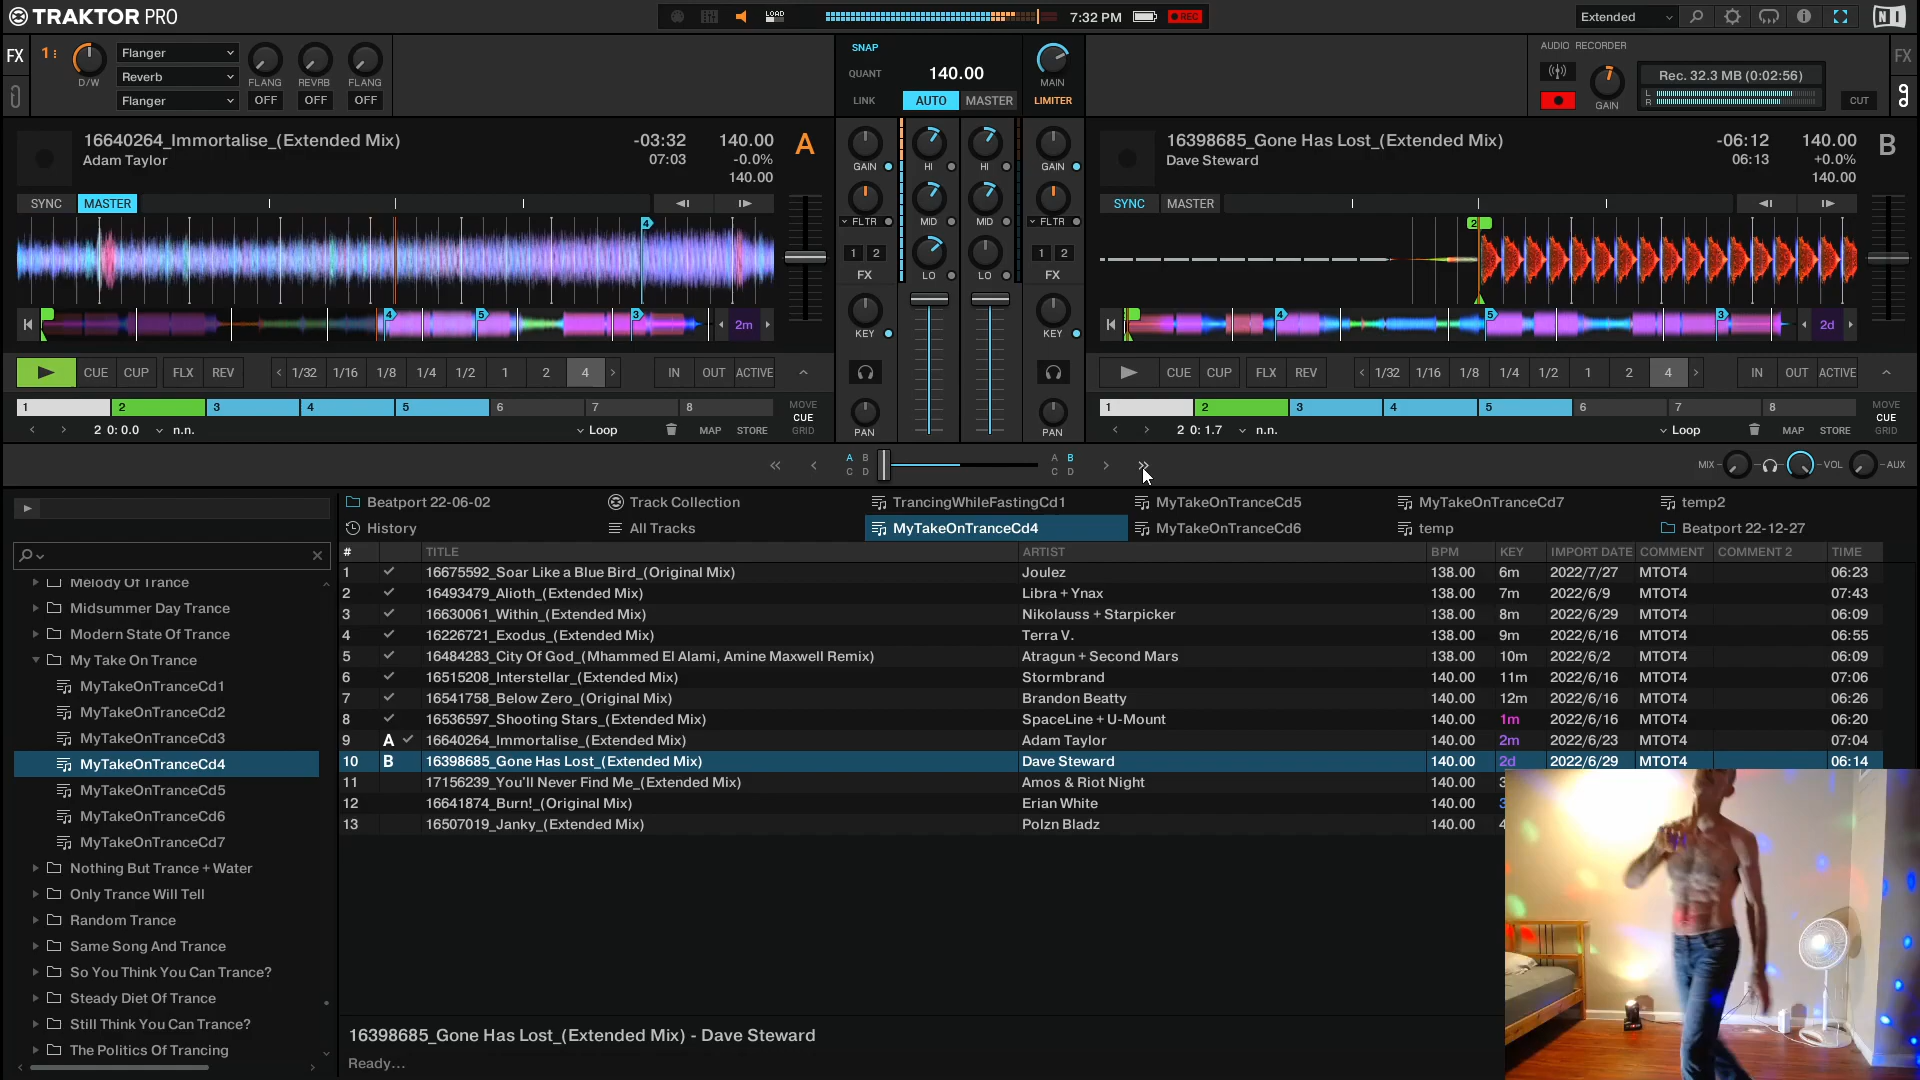 TRAKTOR PRO
LOAD
7:32 PM
REC
Extended
FX
1
D/W
Flanger
Reverb
Flanger
FLANG
REVRB
FLANG
OFF
OFF
OFF
SNAP
QUANT
LINK
140.00
AUTO
MASTER
MAIN
LIMITER
AUDIO RECORDER
GAIN
Rec. 32.3 MB (0:02:56)
L
R
CUT
FX
16640264_Immortalise_(Extended Mix)
Adam Taylor
-03:32
07:03
140.00
-0.0%
140.00
A
SYNC
MASTER
4
4
5
3
2m
CUE
CUP
FLX
REV
1/32
1/16
1/8
1/4
1/2
1
2
4
IN
OUT
ACTIVE
1
2
3
4
5
6
7
8
MOVE
CUE
GRID
2 0: 0.0
n.n.
Loop
MAP
STORE
GAIN
HI
HI
GAIN
FLTR
MID
MID
FLTR
1 2
1 2
FX
LO
LO
FX
KEY
KEY
PAN
PAN
16398685_Gone Has Lost_(Extended Mix)
Dave Steward
-06:12
06:13
140.00
+0.0%
140.00
B
SYNC
MASTER
2
4
5
3
2d
CUE
CUP
FLX
REV
1/32
1/16
1/8
1/4
1/2
1
2
4
IN
OUT
ACTIVE
1
2
3
4
5
6
7
8
MOVE
CUE
GRID
2 0: 1.7
n.n.
Loop
MAP
STORE
A B
C D
A B
C D
MIX
VOL
AUX
Beatport 22-06-02
Track Collection
TrancingWhileFastingCd1
MyTakeOnTranceCd5
MyTakeOnTranceCd7
temp2
History
All Tracks
MyTakeOnTranceCd4
MyTakeOnTranceCd6
temp
Beatport 22-12-27
Melody Of Trance
Midsummer Day Trance
Modern State Of Trance
My Take On Trance
MyTakeOnTranceCd1
MyTakeOnTranceCd2
MyTakeOnTranceCd3
MyTakeOnTranceCd4
MyTakeOnTranceCd5
MyTakeOnTranceCd6
MyTakeOnTranceCd7
Nothing But Trance + Water
Only Trance Will Tell
Random Trance
Same Song And Trance
So You Think You Can Trance?
Steady Diet Of Trance
Still Think You Can Trance?
The Politics Of Trancing
# TITLE ARTIST BPM KEY IMPORT DATE COMMENT COMMENT 2 TIME
1 16675592_Soar Like a Blue Bird_(Original Mix) Joulez 138.00 6m 2022/7/27 MTOT4 06:23
2 16493479_Alioth_(Extended Mix) Libra + Ynax 138.00 7m 2022/6/9 MTOT4 07:43
3 16630061_Within_(Extended Mix) Nikolauss + Starpicker 138.00 8m 2022/6/29 MTOT4 06:09
4 16226721_Exodus_(Extended Mix) Terra V. 138.00 9m 2022/6/16 MTOT4 06:55
5 16484283_City Of God_(Mhammed El Alami, Amine Maxwell Remix) Atragun + Second Mars 138.00 10m 2022/6/2 MTOT4 06:09
6 16515208_Interstellar_(Extended Mix) Stormbrand 140.00 11m 2022/6/16 MTOT4 07:06
7 16541758_Below Zero_(Original Mix) Brandon Beatty 140.00 12m 2022/6/16 MTOT4 06:26
8 16536597_Shooting Stars_(Extended Mix) SpaceLine + U-Mount 140.00 1m 2022/6/16 MTOT4 06:20
9 A 16640264_Immortalise_(Extended Mix) Adam Taylor 140.00 2m 2022/6/23 MTOT4 07:04
10 B 16398685_Gone Has Lost_(Extended Mix) Dave Steward 140.00 2d 2022/6/29 MTOT4 06:14
11 17156239_You'll Never Find Me_(Extended Mix) Amos & Riot Night 140.00 3
12 16641874_Burn!_(Original Mix) Erian White 140.00 3
13 16507019_Janky_(Extended Mix) Polzn Bladz 140.00 4
16398685_Gone Has Lost_(Extended Mix) - Dave Steward
Ready...